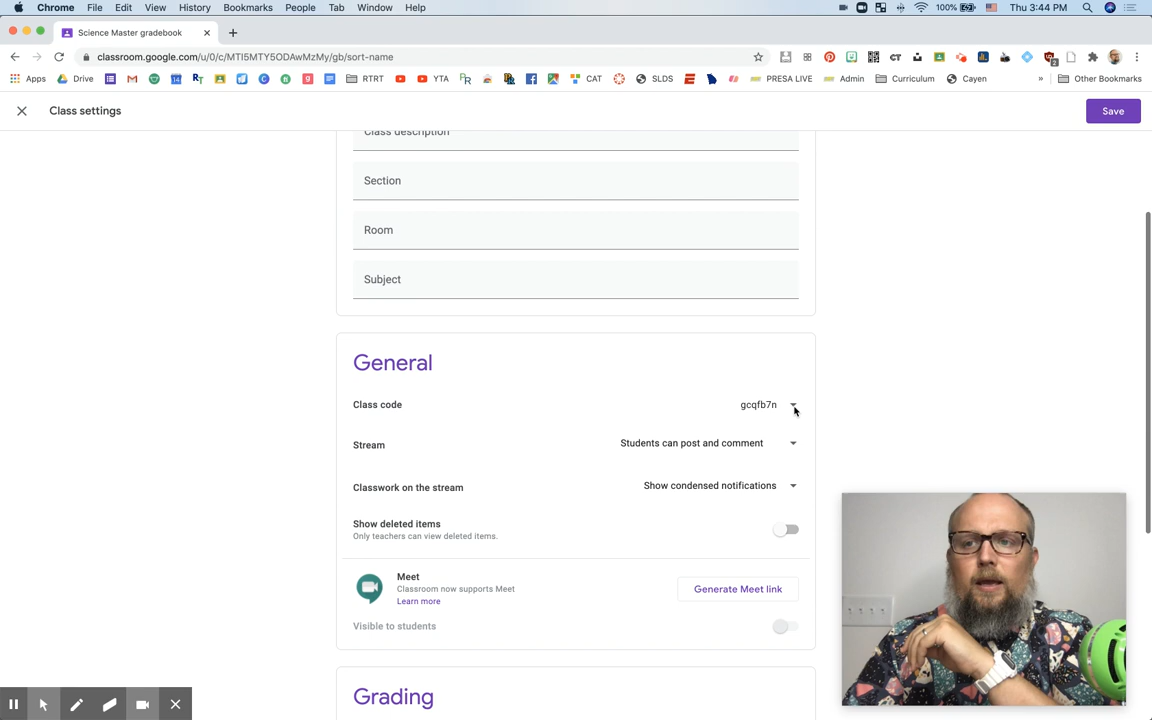 Chrome File Edit View History Bookmarks People Tab Window Help 100% Thu 3:44 PM
Science Master gradebook
classroom.google.com/u/0/c/MTI5MTY5ODAwMzMy/gb/sort-name
Apps Drive RTRT YTA CAT SLDS PRESA LIVE Admin Curriculum Cayen » Other Bookmarks
Class settings
Save
Class description
Section
Room
Subject
General
Class code gcqfb7n
Stream Students can post and comment
Classwork on the stream Show condensed notifications
Show deleted items
Only teachers can view deleted items.
Meet
Classroom now supports Meet
Learn more
Generate Meet link
Visible to students
Grading